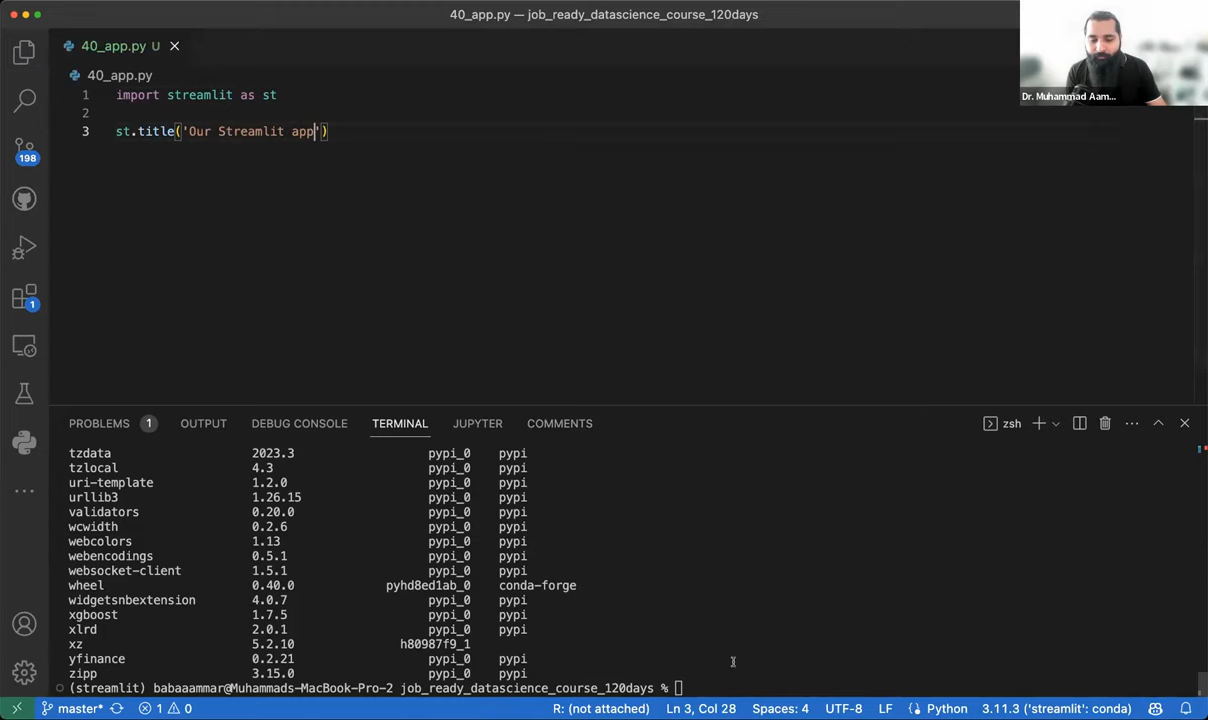 40_app.py — job_ready_datascience_course_120days
40_app.py U
40_app.py
1 import streamlit as st
2
3 st.title('Our Streamlit app')
Dr. Muhammad Aam...
198
1
PROBLEMS 1 OUTPUT DEBUG CONSOLE TERMINAL JUPYTER COMMENTS
zsh
tzdata 2023.3 pypi_0 pypi
tzlocal 4.3 pypi_0 pypi
uri-template 1.2.0 pypi_0 pypi
urllib3 1.26.15 pypi_0 pypi
validators 0.20.0 pypi_0 pypi
wcwidth 0.2.6 pypi_0 pypi
webcolors 1.13 pypi_0 pypi
webencodings 0.5.1 pypi_0 pypi
websocket-client 1.5.1 pypi_0 pypi
wheel 0.40.0 pyhd8ed1ab_0 conda-forge
widgetsnbextension 4.0.7 pypi_0 pypi
xgboost 1.7.5 pypi_0 pypi
xlrd 2.0.1 pypi_0 pypi
xz 5.2.10 h80987f9_1
yfinance 0.2.21 pypi_0 pypi
zipp 3.15.0 pypi_0 pypi
(streamlit) babaaammar@Muhammads-MacBook-Pro-2 job_ready_datascience_course_120days %
master* 1 0 R: (not attached) Ln 3, Col 28 Spaces: 4 UTF-8 LF Python 3.11.3 ('streamlit': conda)